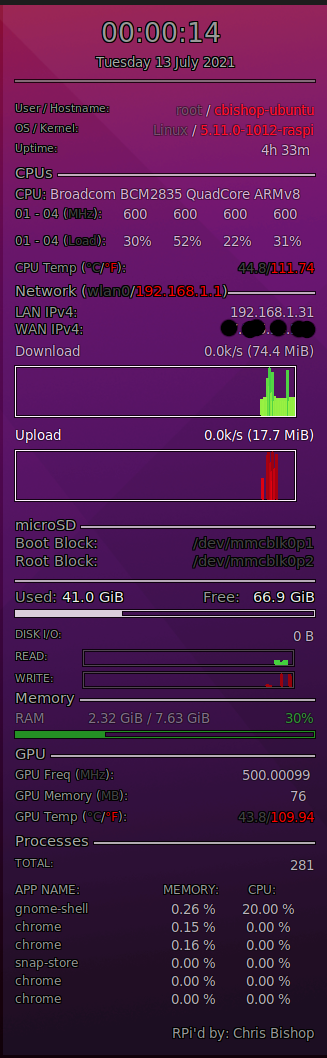 00:00:14
Tuesday 13 July 2021
User / Hostname: root / cbishop-ubuntu
OS / Kernel: Linux / 5.11.0-1012-raspi
Uptime: 4h 33m
CPUs
CPU: Broadcom BCM2835 QuadCore ARMv8
01 - 04 (MHz): 600 600 600 600
01 - 04 (Load): 30% 52% 22% 31%
CPU Temp (°C/°F): 44.8/111.74
Network (wlan0/192.168.1.1)
LAN IPv4: 192.168.1.31
WAN IPv4:
Download 0.0k/s (74.4 MiB)
Upload 0.0k/s (17.7 MiB)
microSD
Boot Block: /dev/mmcblk0p1
Root Block: /dev/mmcblk0p2
Used: 41.0 GiB Free: 66.9 GiB
DISK I/O: 0 B
READ:
WRITE:
Memory
RAM 2.32 GiB / 7.63 GiB 30%
GPU
GPU Freq (MHz): 500.00099
GPU Memory (MB): 76
GPU Temp (°C/°F): 43.8/109.94
Processes
TOTAL: 281
APP NAME: MEMORY: CPU:
gnome-shell 0.26 % 20.00 %
chrome 0.15 % 0.00 %
chrome 0.16 % 0.00 %
snap-store 0.00 % 0.00 %
chrome 0.00 % 0.00 %
chrome 0.00 % 0.00 %
RPi'd by: Chris Bishop